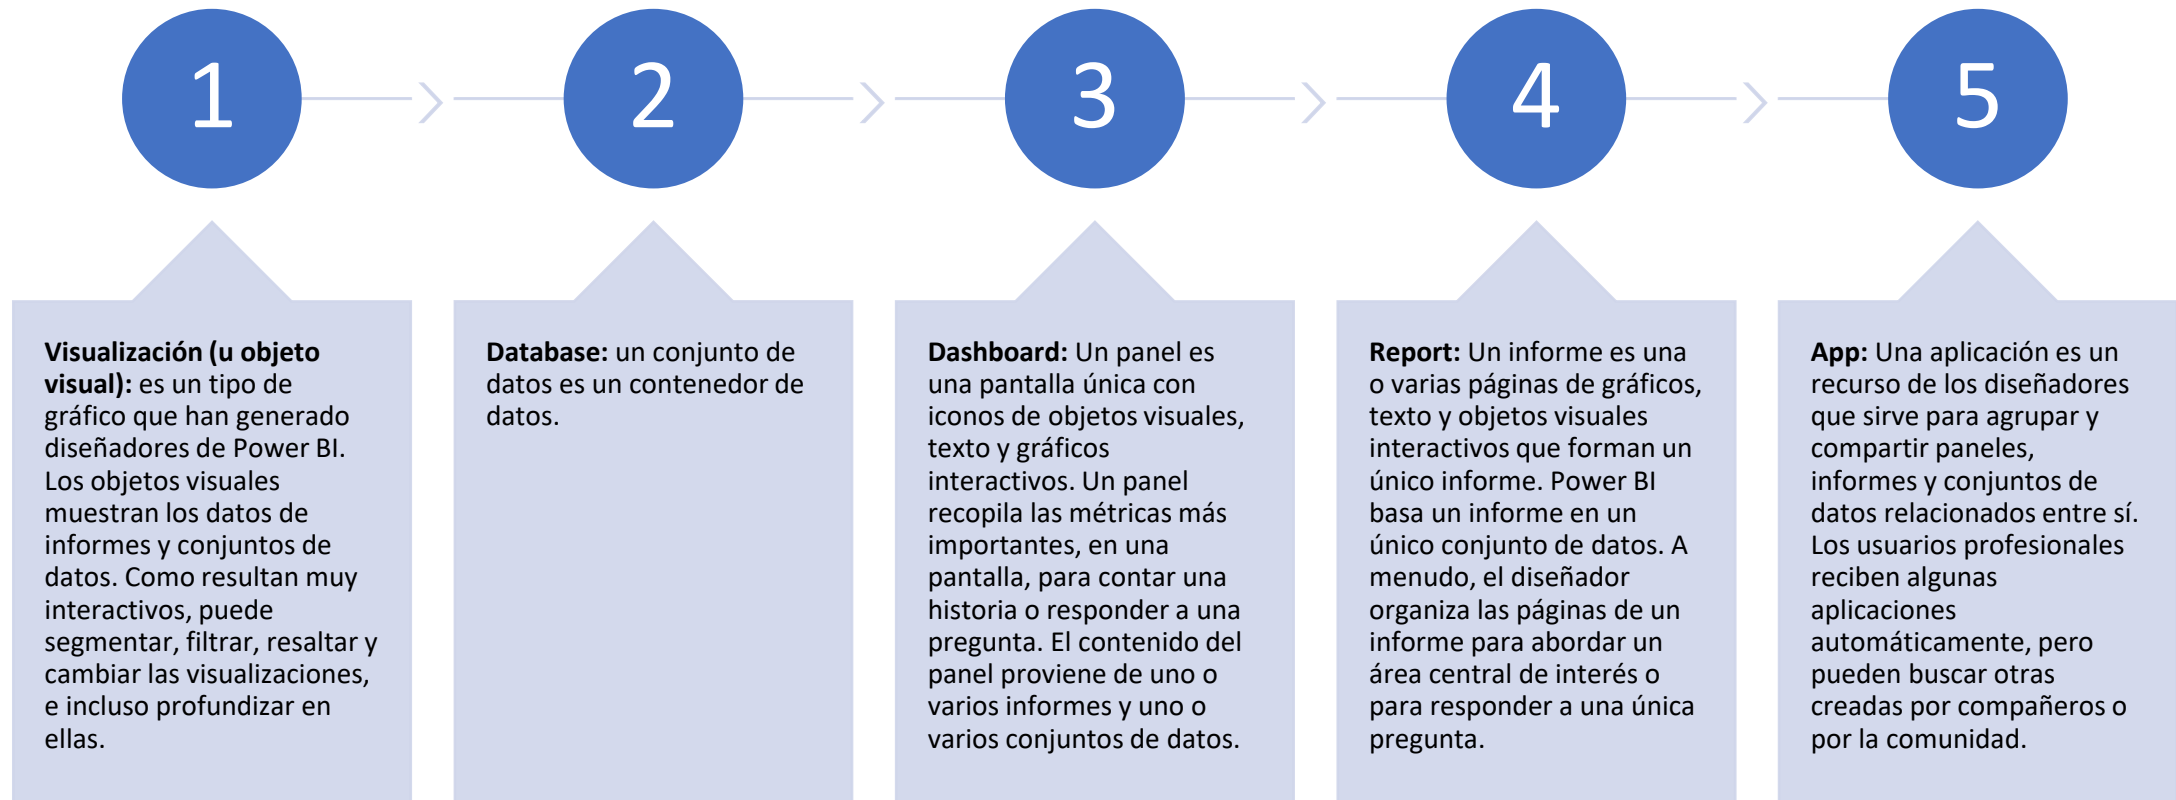 1
2
3
4
5
Visualización (u objeto
visual): es un tipo de
gráfico que han generado
diseñadores de Power BI.
Los objetos visuales
muestran los datos de
informes y conjuntos de
datos. Como resultan muy
interactivos, puede
segmentar, filtrar, resaltar y
cambiar las visualizaciones,
e incluso profundizar en
ellas.
Database: un conjunto de
datos es un contenedor de
datos.
Dashboard: Un panel es
una pantalla única con
iconos de objetos visuales,
texto y gráficos
interactivos. Un panel
recopila las métricas más
importantes, en una
pantalla, para contar una
historia o responder a una
pregunta. El contenido del
panel proviene de uno o
varios informes y uno o
varios conjuntos de datos.
Report: Un informe es una
o varias páginas de gráficos,
texto y objetos visuales
interactivos que forman un
único informe. Power BI
basa un informe en un
único conjunto de datos. A
menudo, el diseñador
organiza las páginas de un
informe para abordar un
área central de interés o
para responder a una única
pregunta.
App: Una aplicación es un
recurso de los diseñadores
que sirve para agrupar y
compartir paneles,
informes y conjuntos de
datos relacionados entre sí.
Los usuarios profesionales
reciben algunas
aplicaciones
automáticamente, pero
pueden buscar otras
creadas por compañeros o
por la comunidad.